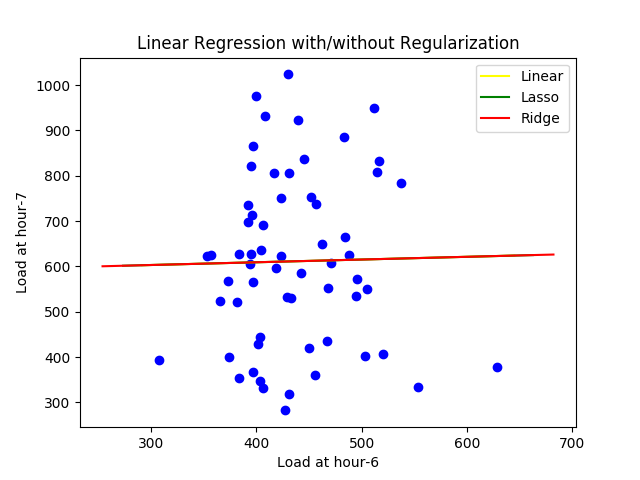 Linear Regression with/without Regularization
Linear
Lasso
Ridge
1000
900
800
700
600
500
400
300
Load at hour-7
300 400 500 600 700
Load at hour-6